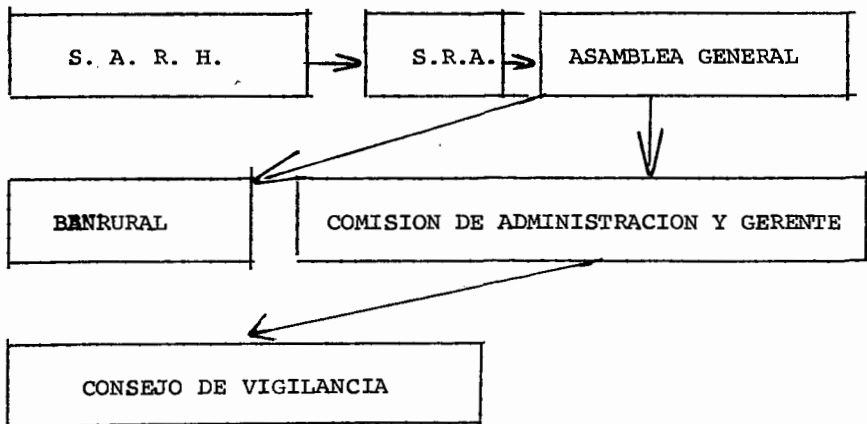 S. A. R. H.
S.R.A.
ASAMBLEA GENERAL
BANRURAL
COMISION DE ADMINISTRACION Y GERENTE
CONSEJO DE VIGILANCIA